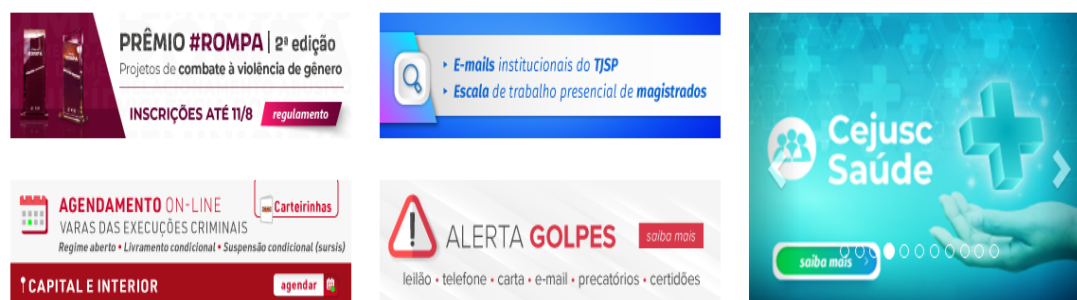 PRÊMIO #ROMPA | 2ª edição
Projetos de combate à violência de gênero
INSCRIÇÕES ATÉ 11/8 regulamento
E-mails institucionais do TJSP
Escala de trabalho presencial de magistrados
Cejusc
Saúde
saiba mais
AGENDAMENTO ON-LINE Carteirinhas
VARAS DAS EXECUÇÕES CRIMINAIS
Regime aberto • Livramento condicional • Suspensão condicional (sursis)
CAPITAL E INTERIOR agendar
ALERTA GOLPES saiba mais
leilão • telefone • carta • e-mail • precatórios • certidões